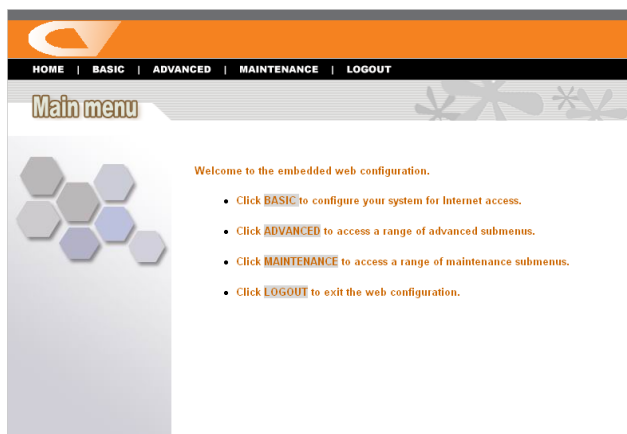 HOME | BASIC | ADVANCED | MAINTENANCE | LOGOUT
Main menu
Welcome to the embedded web configuration.
• Click BASIC to configure your system for Internet access.
• Click ADVANCED to access a range of advanced submenus.
• Click MAINTENANCE to access a range of maintenance submenus.
• Click LOGOUT to exit the web configuration.